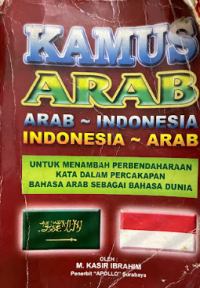 KAMUS
ARAB
ARAB ~ INDONESIA
INDONESIA ~ ARAB
UNTUK MENAMBAH PERBENDAHARAAN
KATA DALAM PERCAKAPAN
BAHASA ARAB SEBAGAI BAHASA DUNIA
OLEH :
M. KASIR IBRAHIM
Penerbit "APOLLO" Surabaya